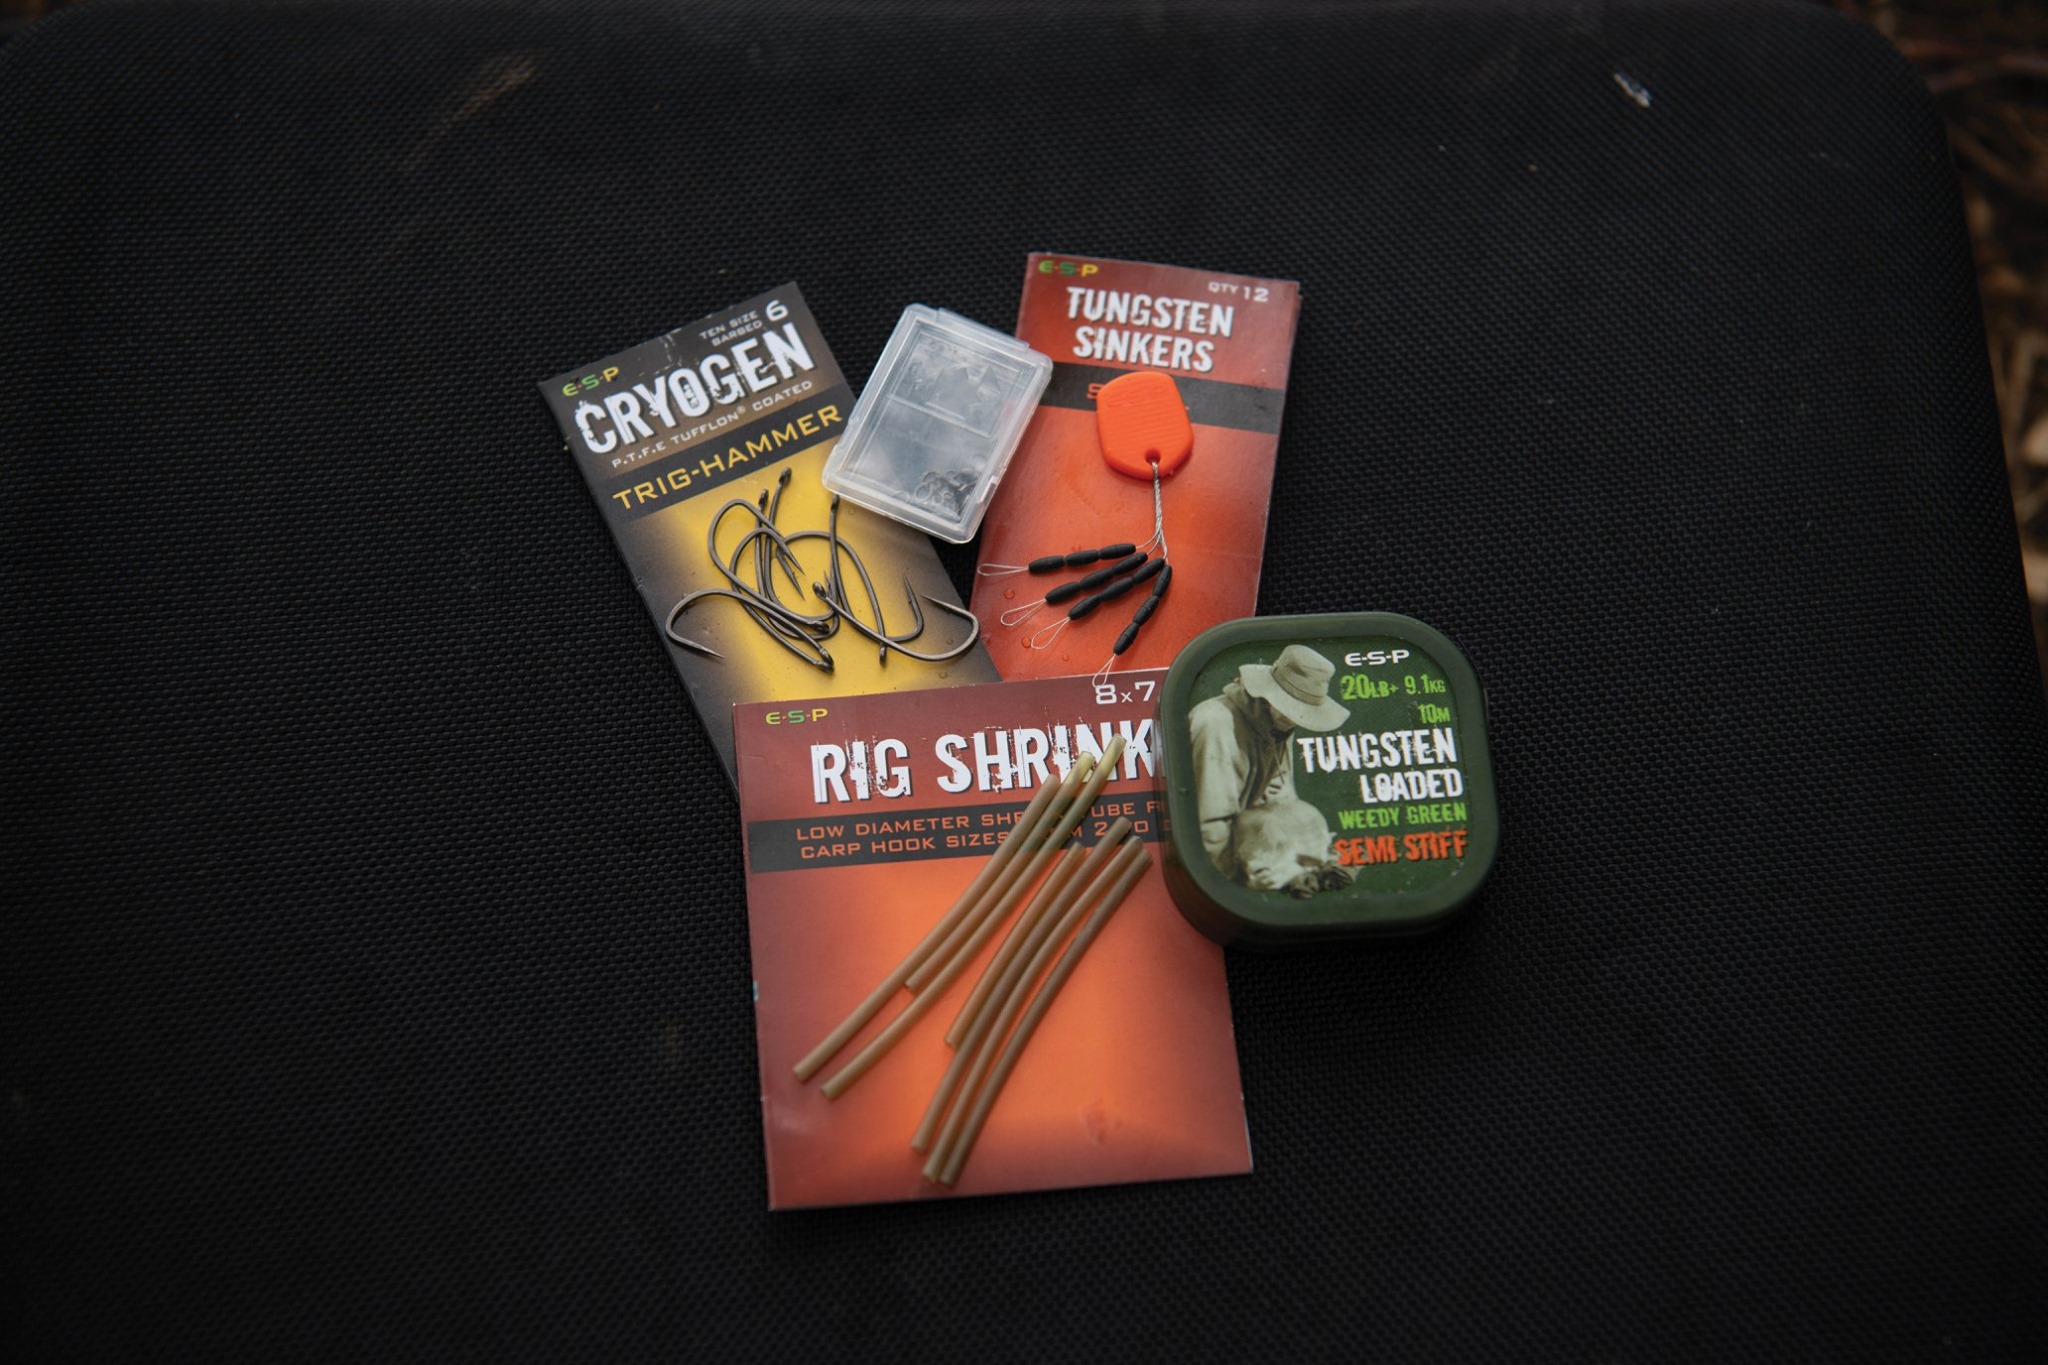 E·S·P
TEN SIZE 6
BARBED
CRYOGEN
P.T.F.E TUFFLON® COATED
TRIG-HAMMER
E·S·P
QTY 12
TUNGSTEN
SINKERS
E·S·P
8x7
RIG SHRINK
LOW DIAMETER
CARP HOOK SIZES
E·S·P
20LB+ 9.1KG
10M
TUNGSTEN
LOADED
WEEDY GREEN
SEMI STIFF